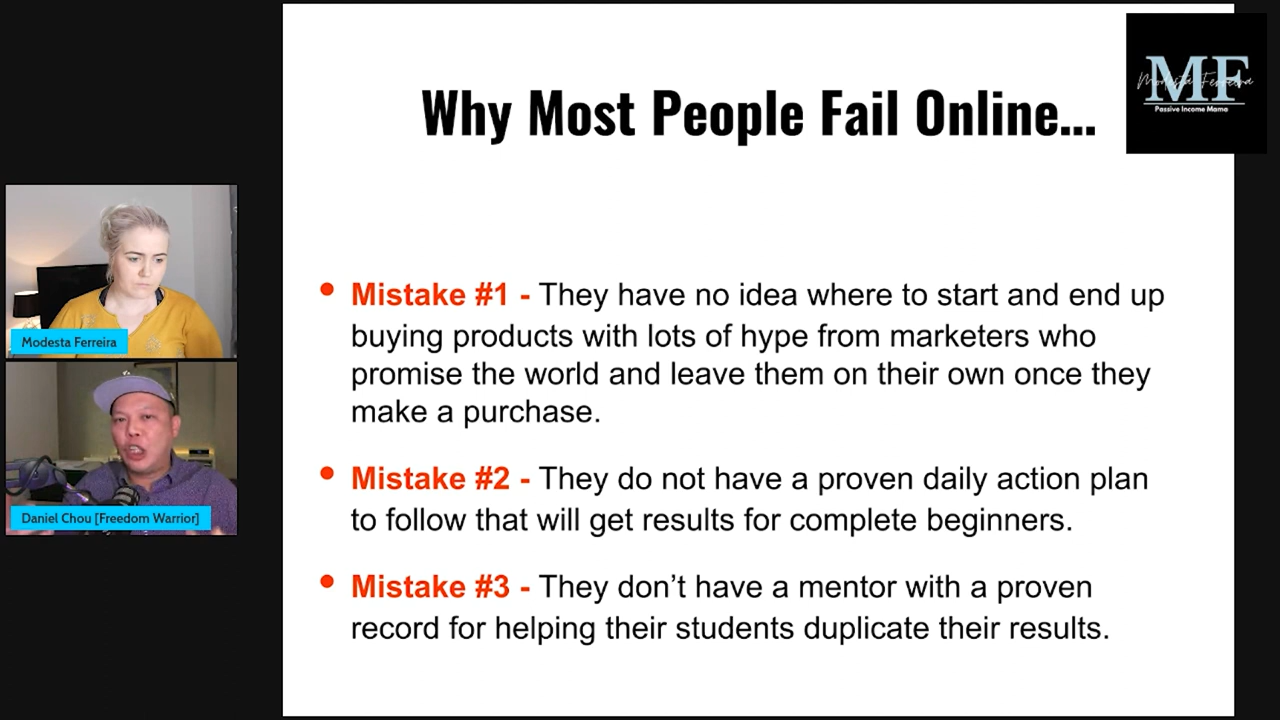 Why Most People Fail Online...
MF
Modesta Ferreira
Passive Income Mama
• Mistake #1 - They have no idea where to start and end up
buying products with lots of hype from marketers who
promise the world and leave them on their own once they
make a purchase.
• Mistake #2 - They do not have a proven daily action plan
to follow that will get results for complete beginners.
• Mistake #3 - They don’t have a mentor with a proven
record for helping their students duplicate their results.
Modesta Ferreira
Daniel Chou [Freedom Warrior]